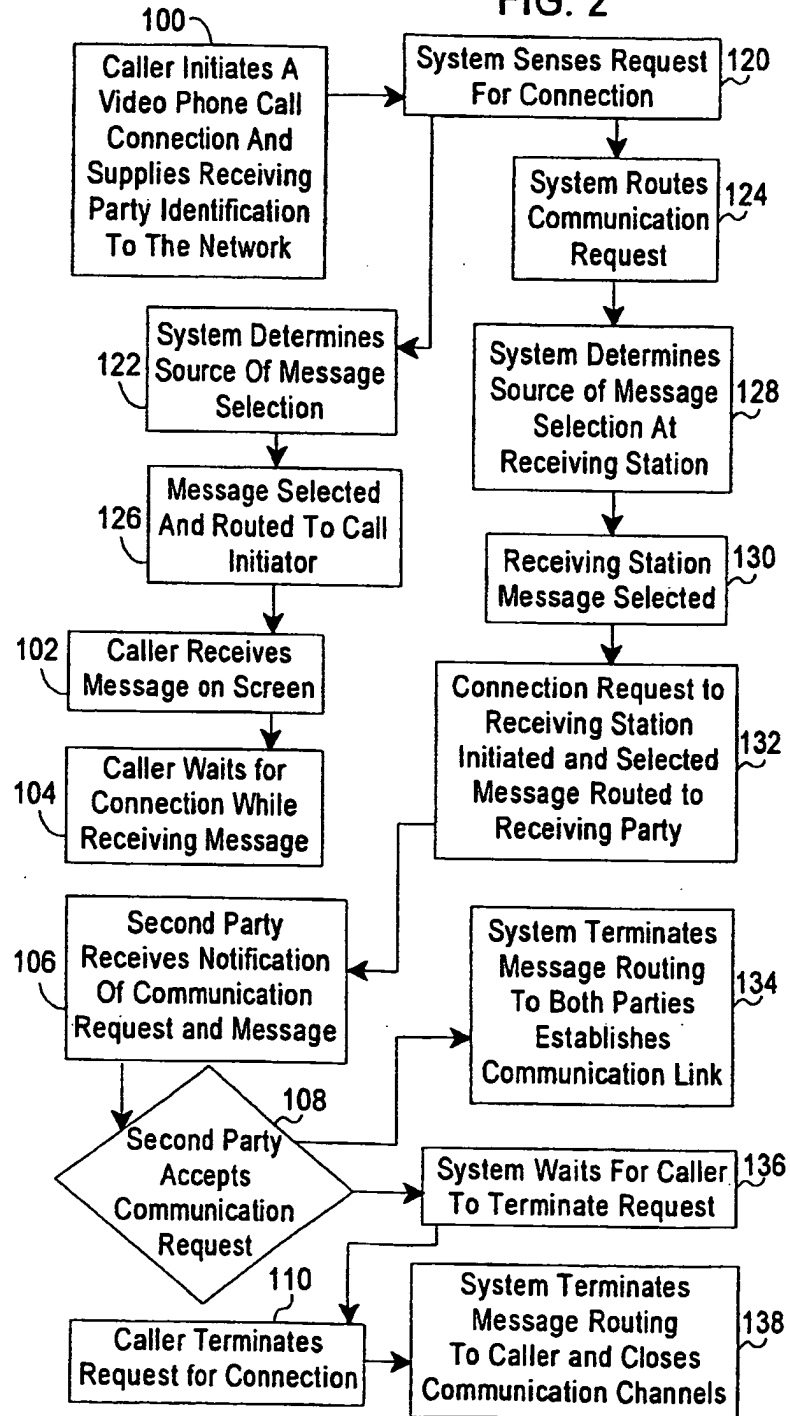 FIG. 2
100
Caller Initiates A
Video Phone Call
Connection And
Supplies Receiving
Party Identification
To The Network
System Senses Request
For Connection
120
System Routes
Communication
Request
124
System Determines
Source Of Message
Selection
122
System Determines
Source of Message
Selection At
Receiving Station
128
Message Selected
And Routed To Call
Initiator
126
Receiving Station
Message Selected
130
102
Caller Receives
Message on Screen
Connection Request to
Receiving Station
Initiated and Selected
Message Routed to
Receiving Party
132
104
Caller Waits for
Connection While
Receiving Message
106
Second Party
Receives Notification
Of Communication
Request and Message
System Terminates
Message Routing
To Both Parties
Establishes
Communication Link
134
108
Second Party
Accepts
Communication
Request
System Waits For Caller
To Terminate Request
136
110
Caller Terminates
Request for Connection
System Terminates
Message Routing
To Caller and Closes
Communication Channels
138